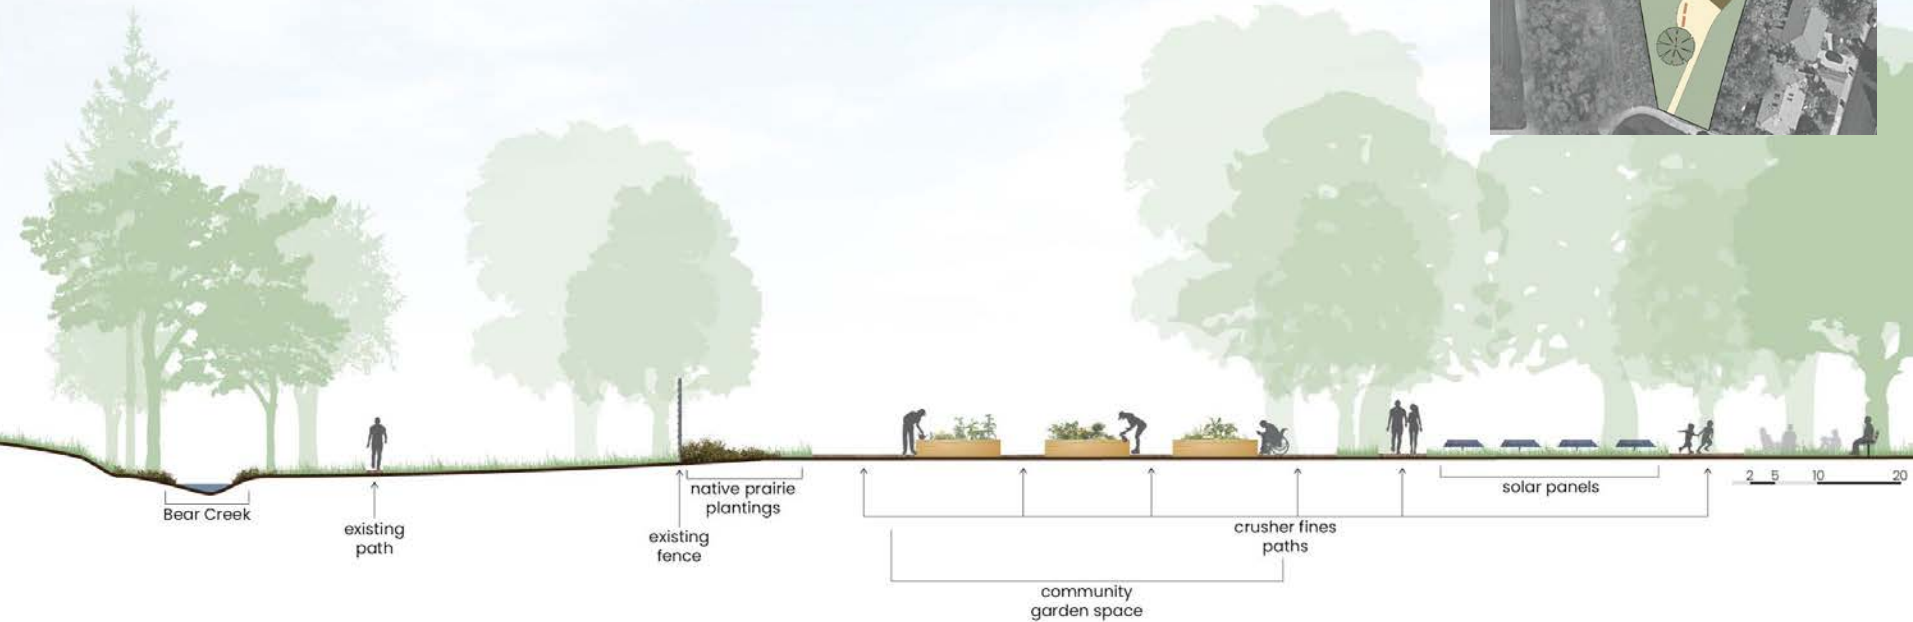 Bear Creek
existing
path
existing
fence
native prairie
plantings
crusher fines
paths
community
garden space
solar panels
2 5 10 20